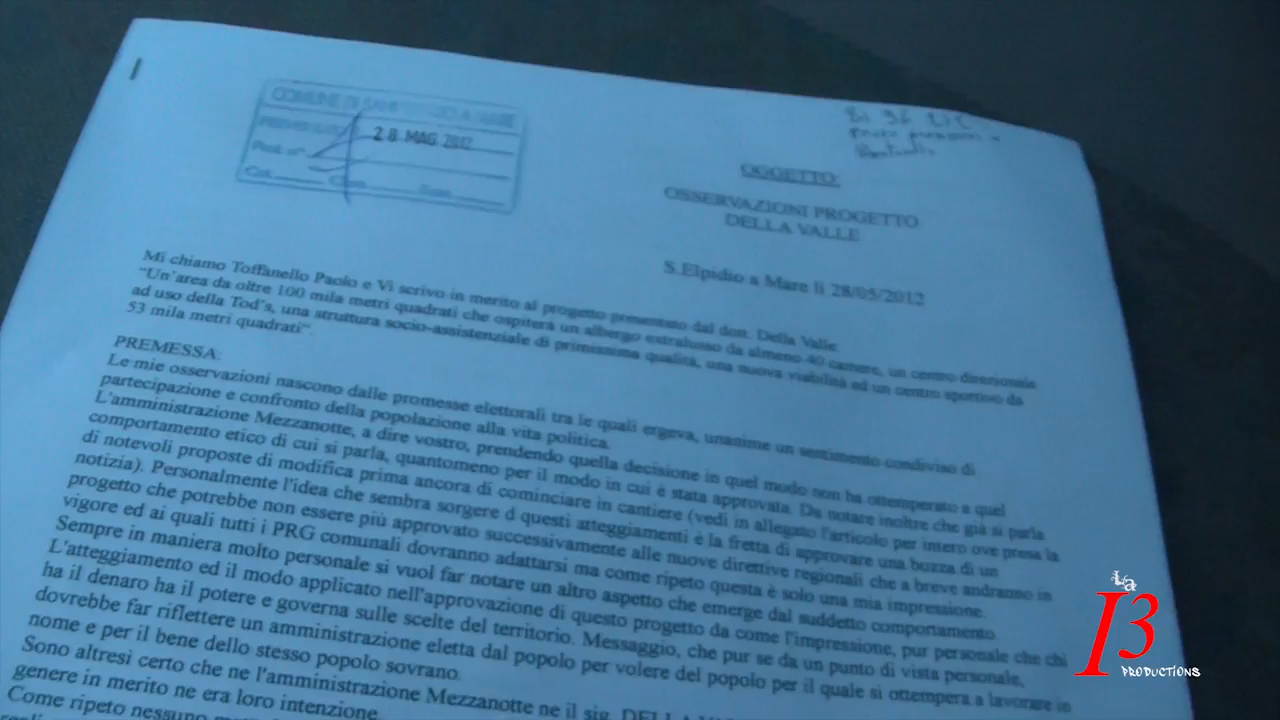 COMUNE DI SANT'ELPIDIO A MARE
28 MAG. 2012
Prot. n°
Cat. Class. Fasc.
OGGETTO:
OSSERVAZIONI PROGETTO
DELLA VALLE
S.Elpidio a Mare lì 28/05/2012
Mi chiamo Toffanello Paolo e Vi scrivo in merito al progetto presentato dal dott. Della Valle.
“Un'area da oltre 100 mila metri quadrati che ospiterà un albergo extralusso da almeno 40 camere, un centro direzionale
ad uso della Tod's, una struttura socio-assistenziale di primissima qualità, una nuova viabilità ed un centro sportivo da
53 mila metri quadrati“.
PREMESSA:
Le mie osservazioni nascono dalle promesse elettorali tra le quali ergeva, unanime un sentimento condiviso di
partecipazione e confronto della popolazione alla vita politica.
L'amministrazione Mezzanotte, a dire vostro, prendendo quella decisione in quel modo non ha ottemperato a quel
comportamento etico di cui si parla, quantomeno per il modo in cui è stata approvata. Da notare inoltre che già si parla
di notevoli proposte di modifica prima ancora di cominciare in cantiere (vedi in allegato l'articolo per intero ove presa la
notizia). Personalmente l'idea che sembra sorgere d questi atteggiamenti è la fretta di approvare una bozza di un
progetto che potrebbe non essere più approvato successivamente alle nuove direttive regionali che a breve andranno in
vigore ed ai quali tutti i PRG comunali dovranno adattarsi ma come ripeto questa è solo una mia impressione.
Sempre in maniera molto personale si vuol far notare un altro aspetto che emerge dal suddetto comportamento.
L'atteggiamento ed il modo applicato nell'approvazione di questo progetto da come l'impressione, pur personale che chi
ha il denaro ha il potere e governa sulle scelte del territorio. Messaggio, che pur se da un punto di vista personale,
dovrebbe far riflettere un amministrazione eletta dal popolo per volere del popolo per il quale si ottempera a lavorare in
nome e per il bene dello stesso popolo sovrano.
Sono altresì certo che ne l'amministrazione Mezzanotte ne il sig. DELLA
genere in merito ne era loro intenzione.
Come ripeto nessuno
La
13
PRODUCTIONS